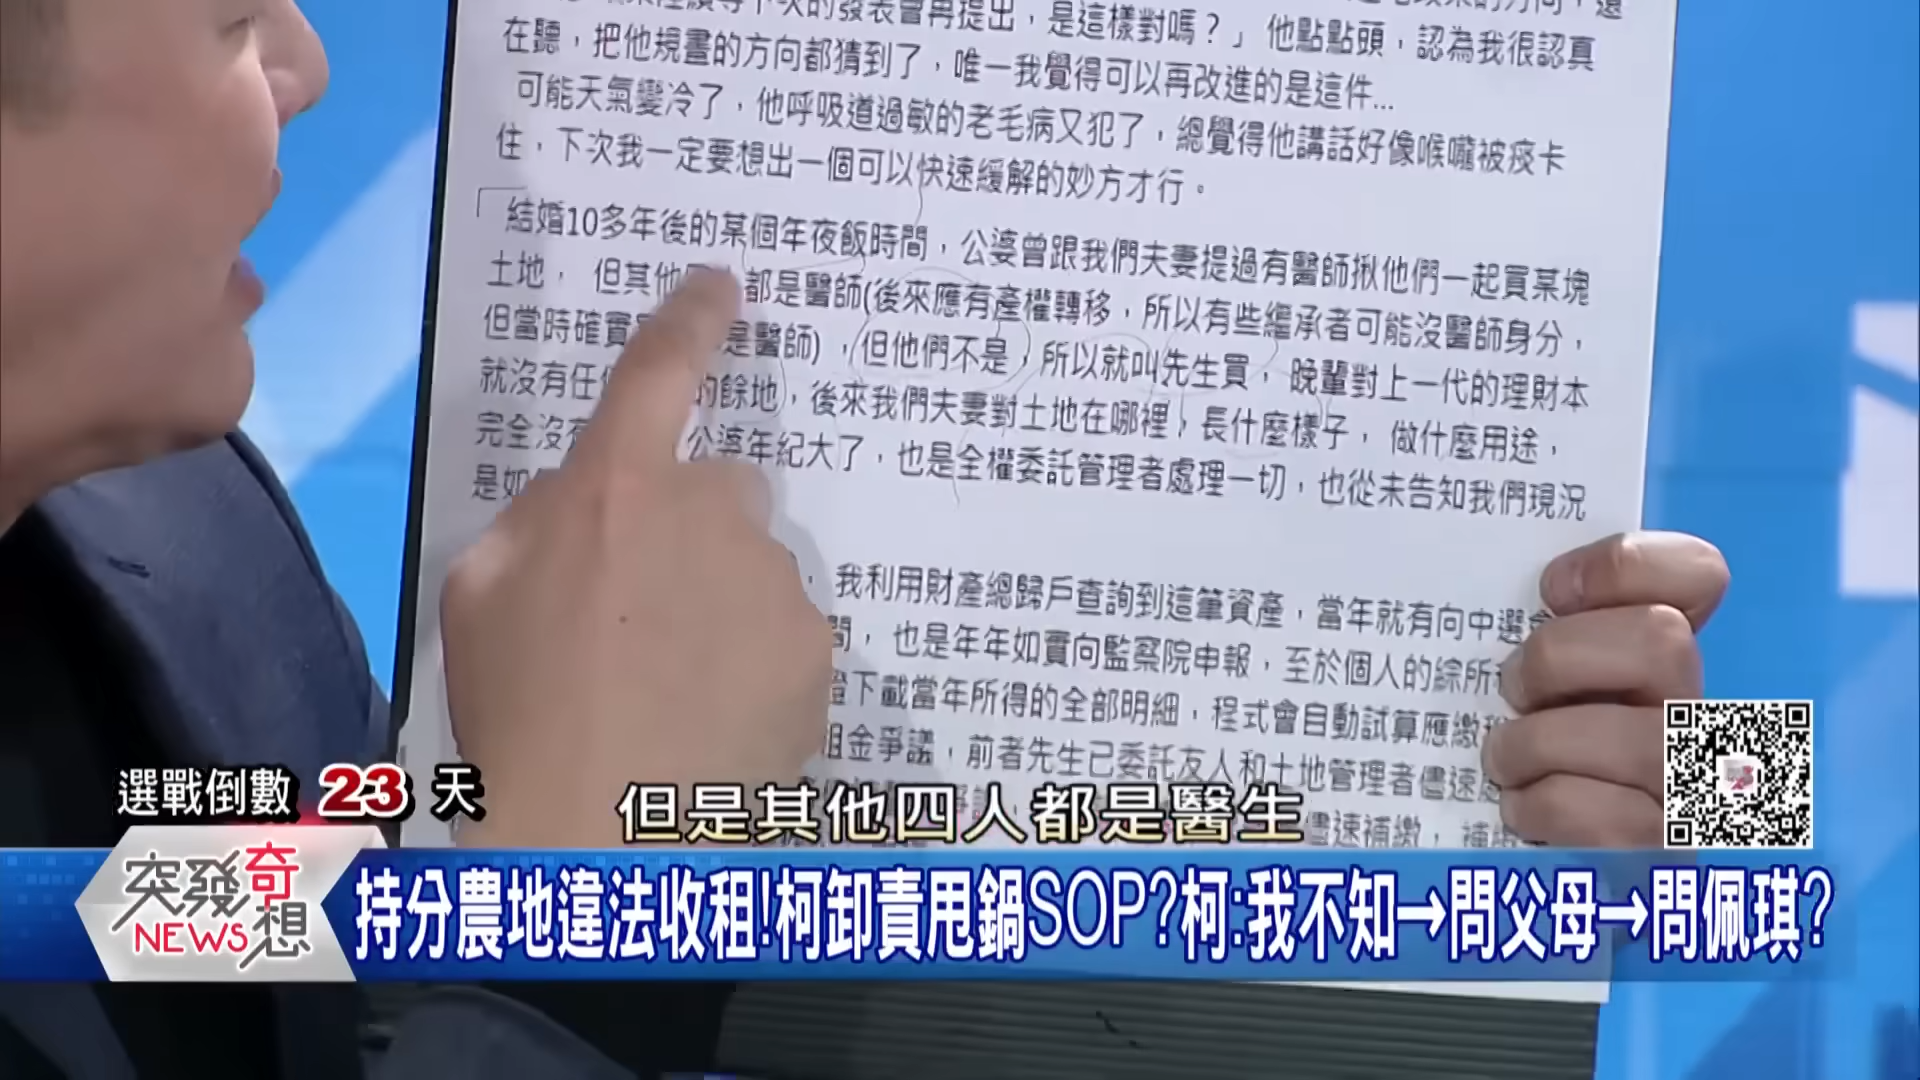 在聽，把他規畫的方向都猜到了，唯一我覺得可以再改進的是這件...
可能天氣變冷了，他呼吸道過敏的老毛病又犯了，總覺得他講話好像喉嚨被痰卡
住，下次我一定要想出一個可以快速緩解的妙方才行。
結婚10多年後的某個年夜飯時間，公婆曾跟我們夫妻提過有醫師揪他們一起買某塊
土地， 但其他 都是醫師(後來應有產權轉移，所以有些繼承者可能沒醫師身分，
但當時確實 是醫師) ，但他們不是，所以就叫先生買， 晚輩對上一代的理財本
就沒有任 的餘地，後來我們夫妻對土地在哪裡，長什麼樣子， 做什麼用途，
完全沒 公婆年紀大了，也是全權委託管理者處理一切，也從未告知我們現況
是如
，我利用財產總歸戶查詢到這筆資產，當年就有向中選
間， 也是年年如實向監察院申報，至於個人的綜所
下載當年所得的全部明細，程式會自動試算應繳
租金爭議，前者先生已委託友人和土地管理者儘速
儘速補繳，
選戰倒數 23 天
但是其他四人都是醫生
突發奇想
NEWS
持分農地違法收租!柯卸責甩鍋SOP?柯:我不知→問父母→問佩琪?